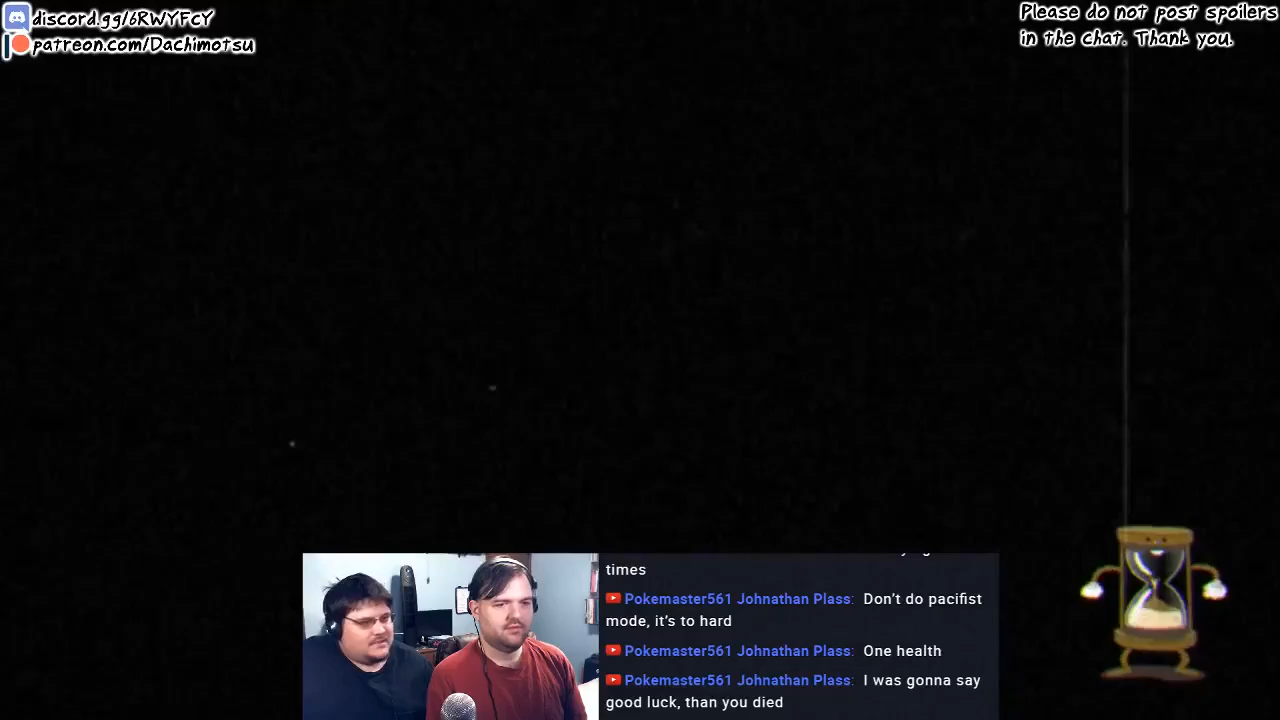 discord.gg/6RWYFcY
patreon.com/Dachimotsu
Please do not post spoilers
in the chat. Thank you.
times
Pokemaster561 Johnathan Plass: Don't do pacifist
mode, it's to hard
Pokemaster561 Johnathan Plass: One health
Pokemaster561 Johnathan Plass: I was gonna say
good luck, than you died